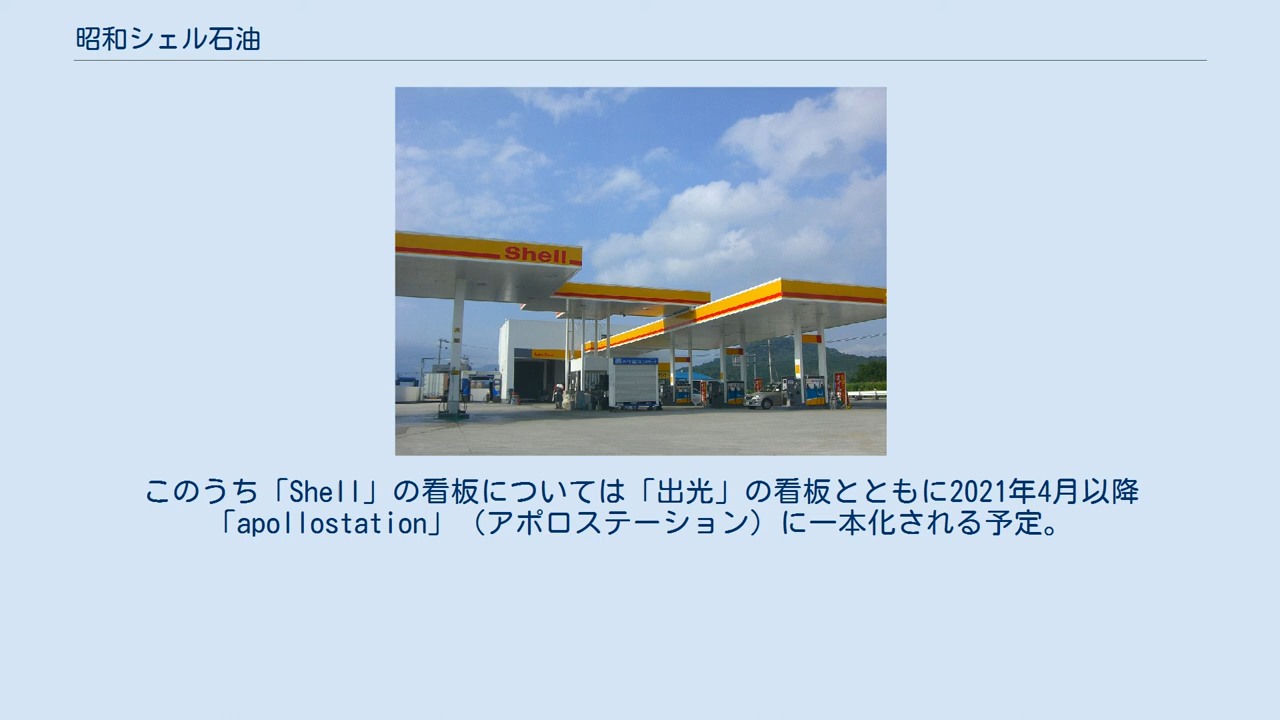 昭和シェル石油
Shell
このうち「Shell」の看板については「出光」の看板とともに2021年4月以降
「apollostation」（アポロステーション）に一本化される予定。